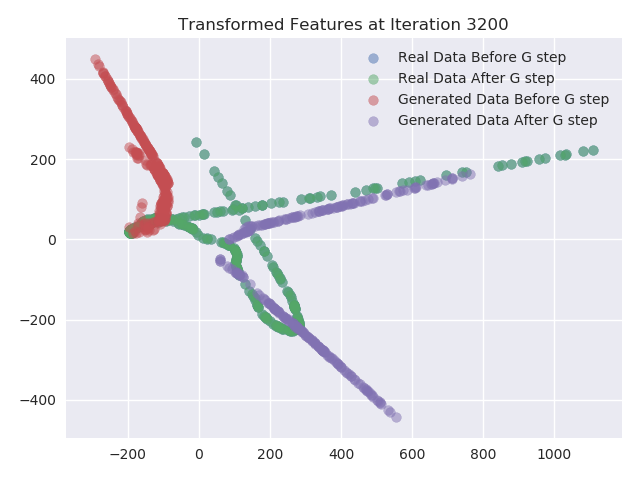 Transformed Features at Iteration 3200
Real Data Before G step
Real Data After G step
Generated Data Before G step
Generated Data After G step
400
200
0
−200
−400
−200 0 200 400 600 800 1000